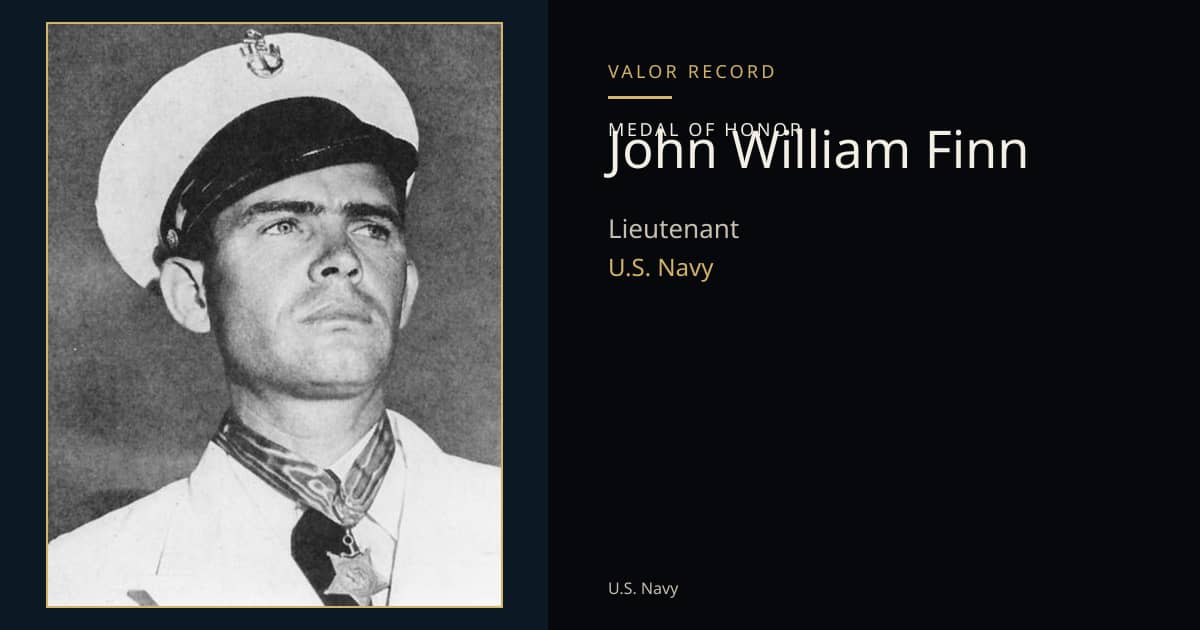 VALOR RECORD
MEDAL OF HONOR
John William Finn
Lieutenant
U.S. Navy
U.S. Navy